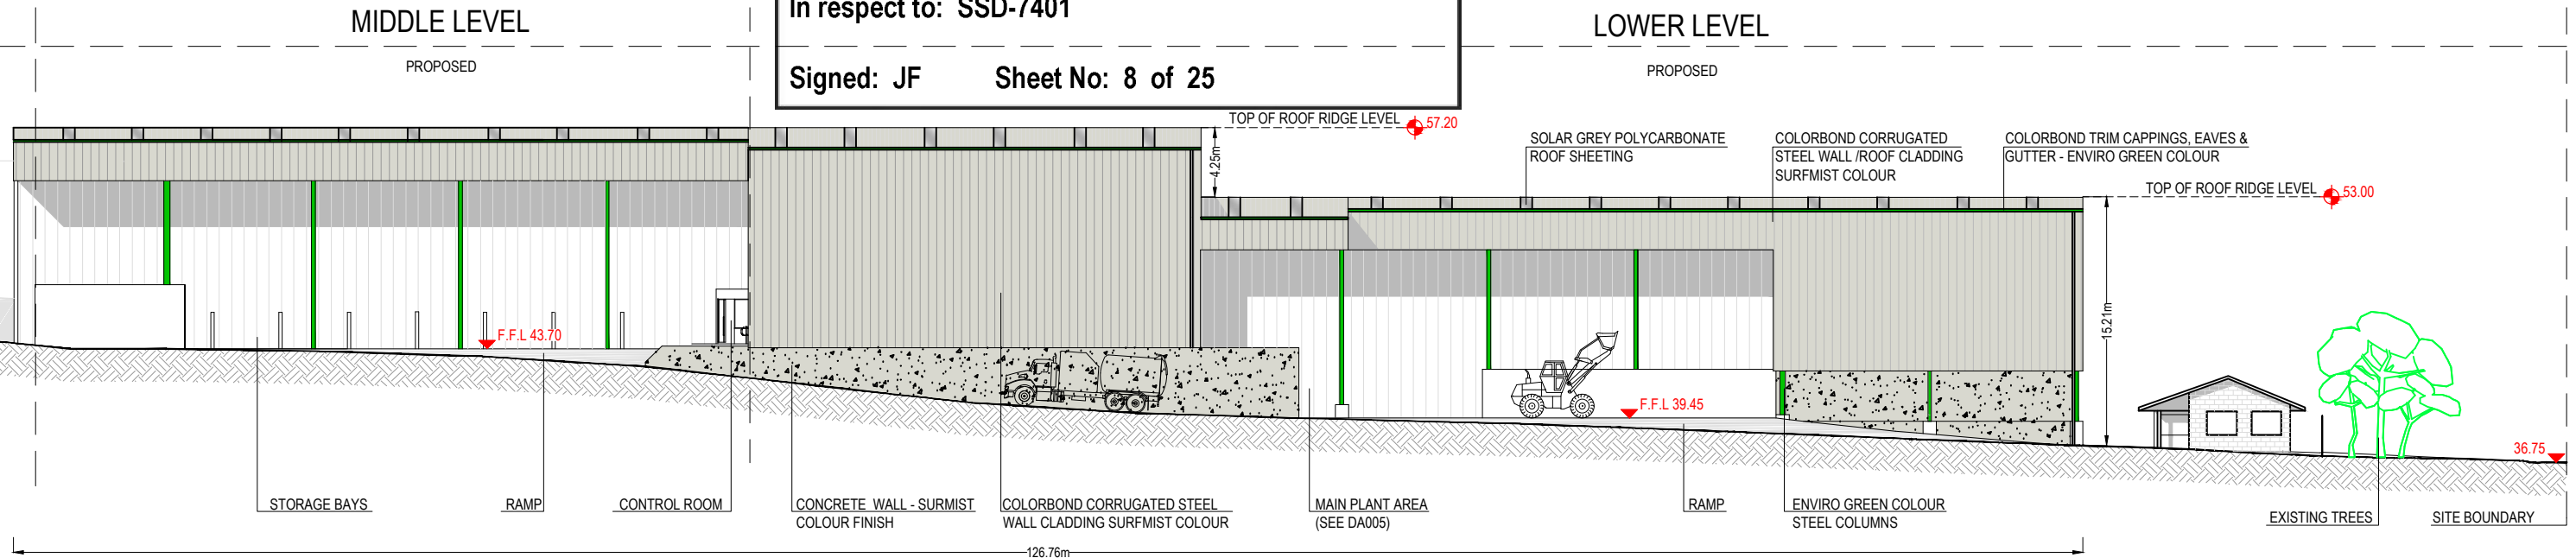 In respect to: SSD-7401
Signed: JF Sheet No: 8 of 25
MIDDLE LEVEL
PROPOSED
LOWER LEVEL
PROPOSED
TOP OF ROOF RIDGE LEVEL 57.20
4.25m
SOLAR GREY POLYCARBONATE
ROOF SHEETING
COLORBOND CORRUGATED
STEEL WALL /ROOF CLADDING
SURFMIST COLOUR
COLORBOND TRIM CAPPINGS, EAVES &
GUTTER - ENVIRO GREEN COLOUR
TOP OF ROOF RIDGE LEVEL 53.00
15.21m
F.F.L 43.70
F.F.L 39.45
36.75
STORAGE BAYS
RAMP
CONTROL ROOM
CONCRETE WALL - SURMIST
COLOUR FINISH
COLORBOND CORRUGATED STEEL
WALL CLADDING SURFMIST COLOUR
MAIN PLANT AREA
(SEE DA005)
RAMP
ENVIRO GREEN COLOUR
STEEL COLUMNS
EXISTING TREES
SITE BOUNDARY
126.76m